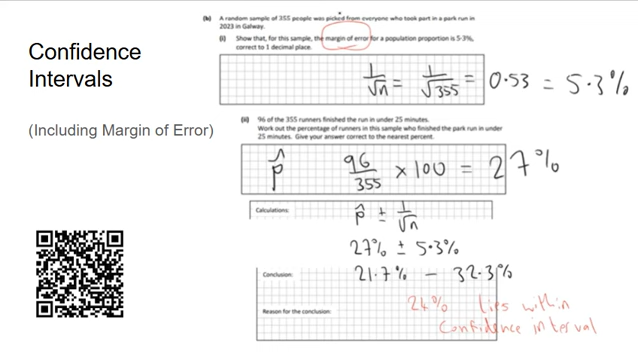 Confidence
Intervals
(Including Margin of Error)
(b) A random sample of 355 people was picked from everyone who took part in a park run in
2023 in Galway.
(i) Show that, for this sample, the margin of error for a population proportion is 5·3%,
correct to 1 decimal place.
1/√n = 1/√355 = 0.53 = 5.3%
(ii) 96 of the 355 runners finished the run in under 25 minutes.
Work out the percentage of runners in this sample who finished the park run in under
25 minutes. Give your answer correct to the nearest percent.
p̂ 96/355 × 100 = 27%
Calculations:
p̂ ± 1/√n
27% ± 5.3%
Conclusion:
21.7% - 32.3%
24% lies within
Reason for the conclusion:
Confidence interval